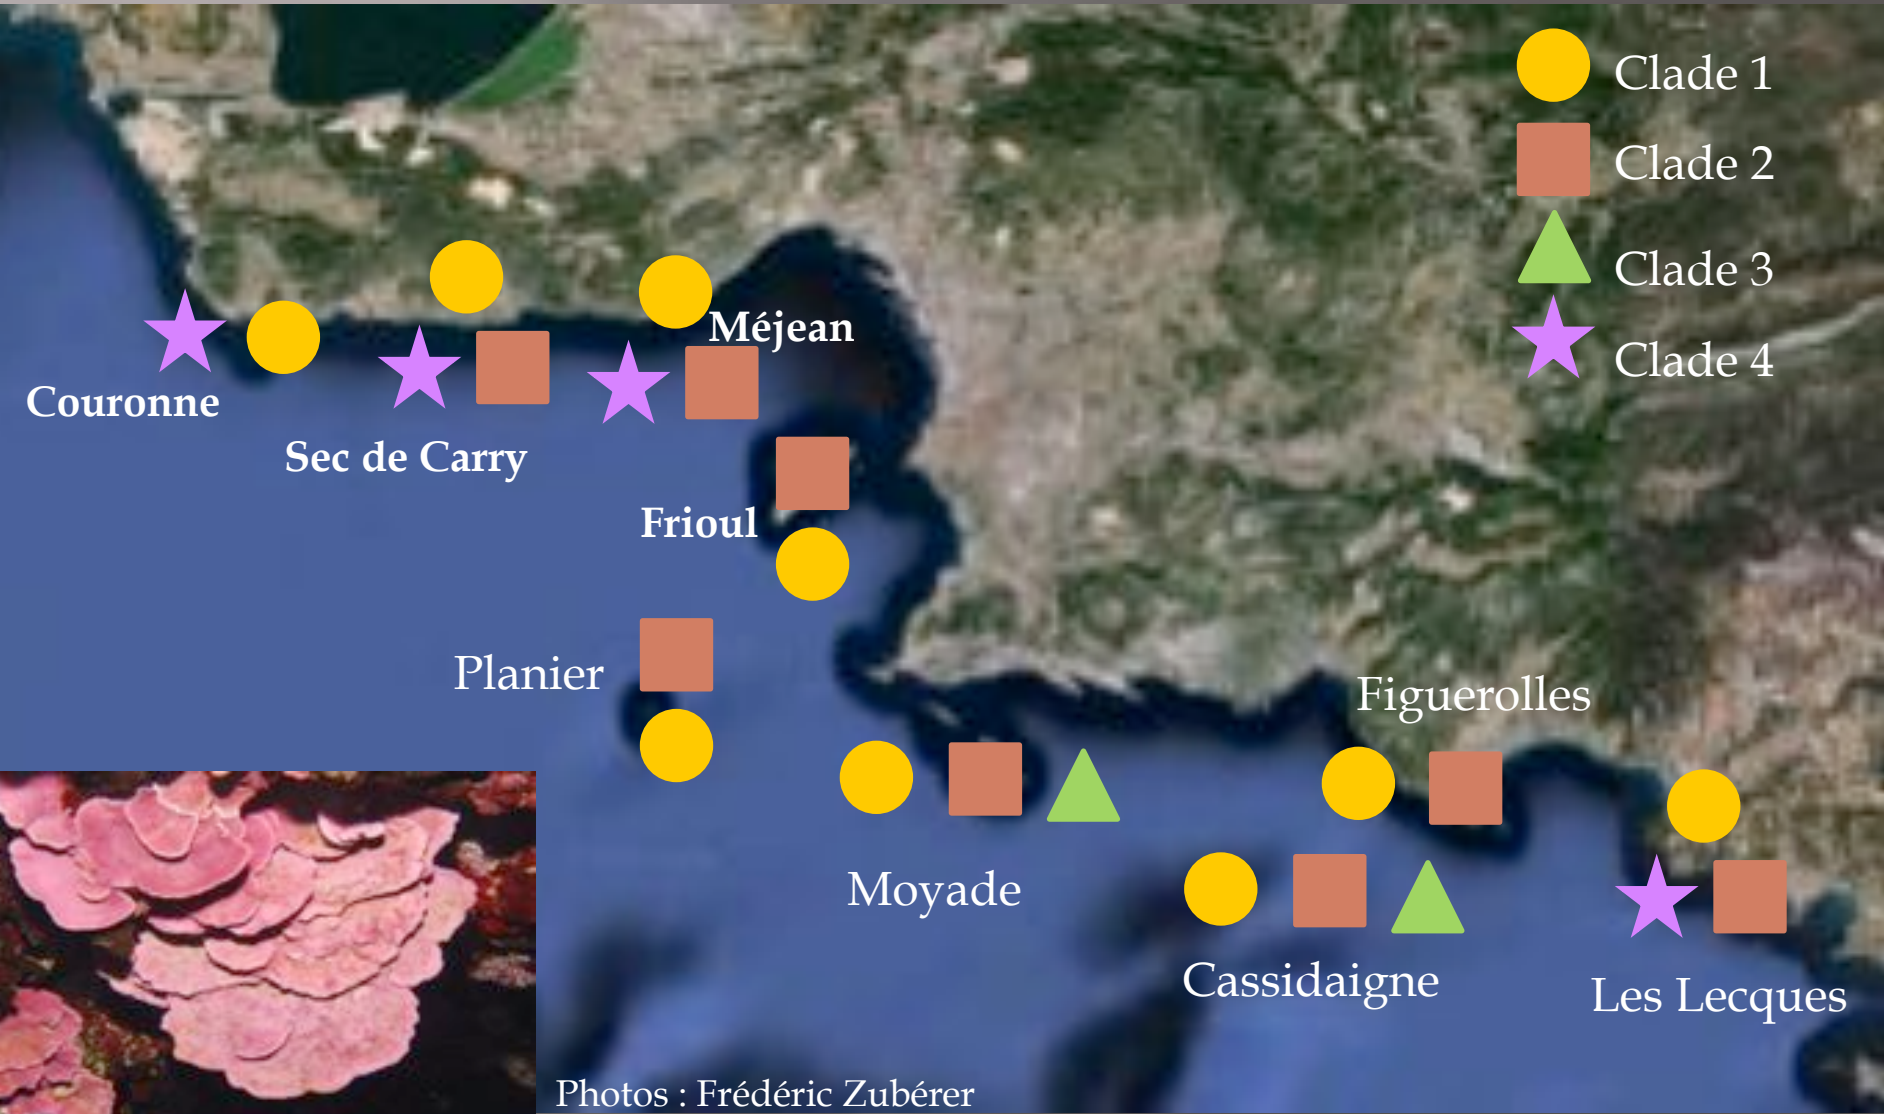 Clade 1
Clade 2
Clade 3
Clade 4
Méjean
Couronne
Sec de Carry
Frioul
Planier
Figuerolles
Moyade
Cassidaigne
Les Lecques
Photos : Frédéric Zubérer